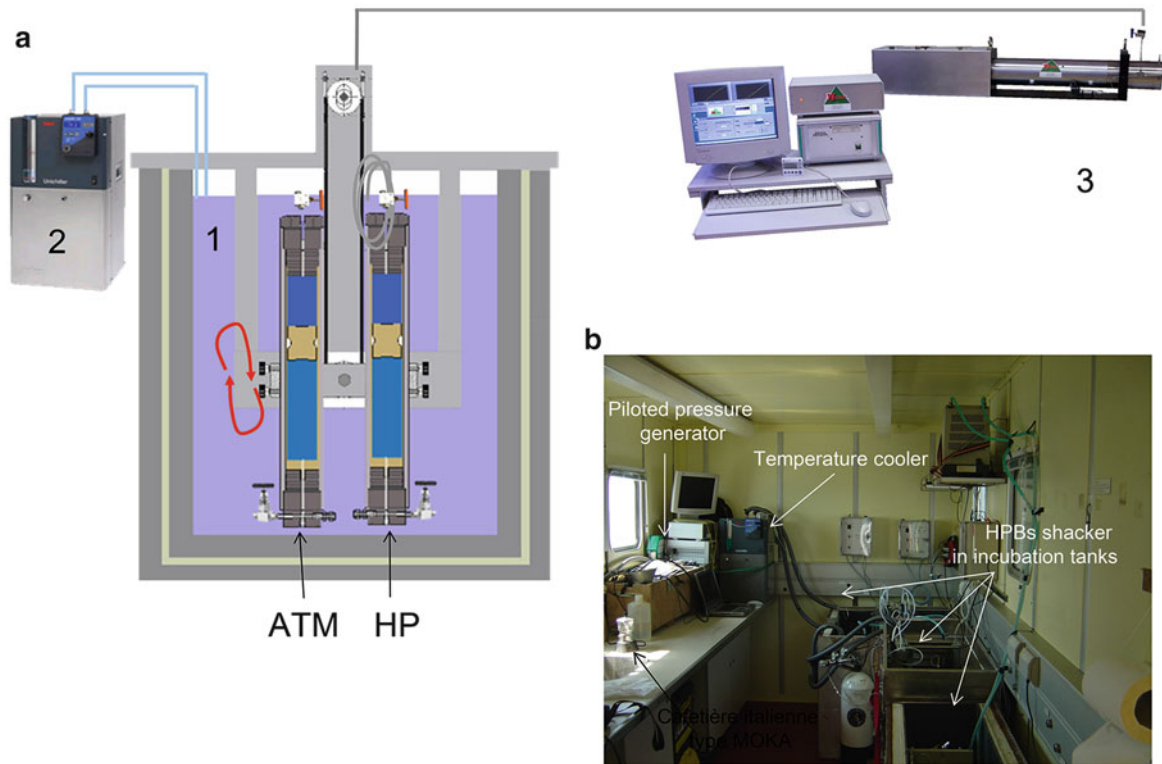 a
1
2
Unichiller
3
ATM
HP
b
Piloted pressure
generator
Temperature cooler
HPBs shacker
in incubation tanks
Cafetière italienne
type MOKA